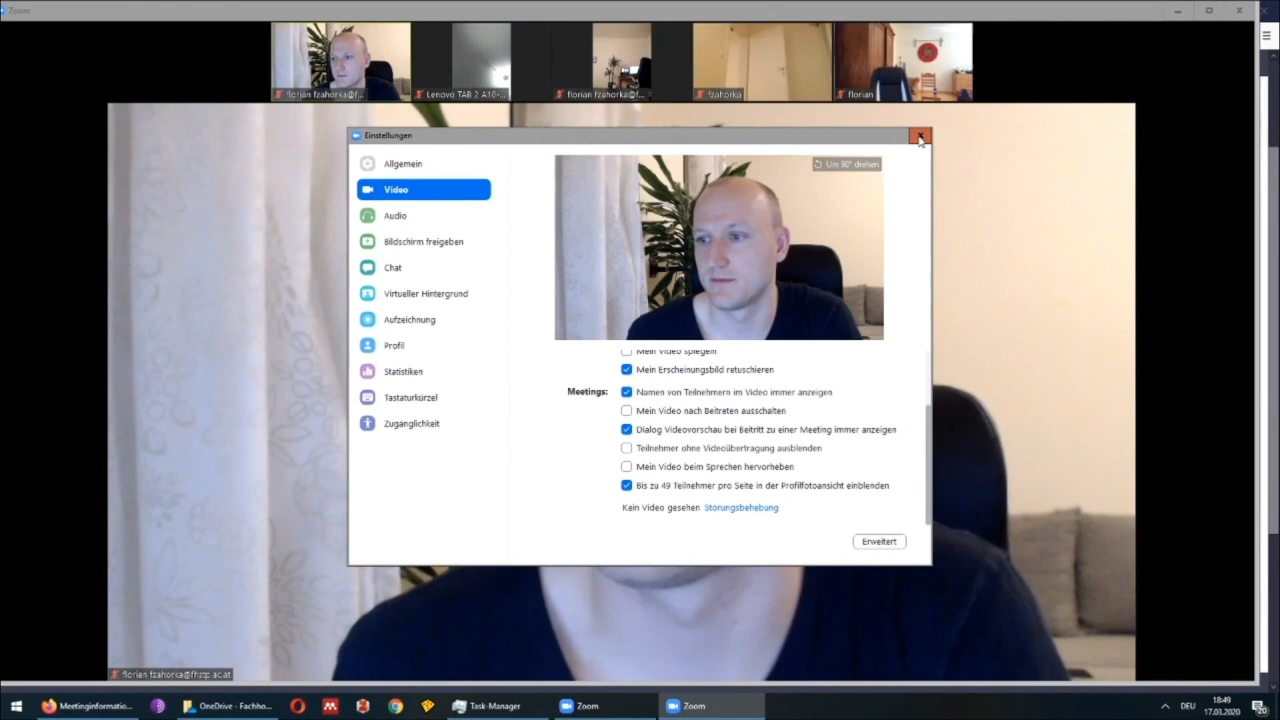 Zoom
florian fzahorka@f...
Lenovo TAB 2 A10-...
florian fzahorka@f...
fzahorka
florian
Einstellungen
Um 90° drehen
Allgemein
Video
Audio
Bildschirm freigeben
Chat
Virtueller Hintergrund
Aufzeichnung
Profil
Statistiken
Tastaturkürzel
Zugänglichkeit
Mein Video spiegeln
Mein Erscheinungsbild retuschieren
Meetings:
Namen von Teilnehmern im Video immer anzeigen
Mein Video nach Beitreten ausschalten
Dialog Videovorschau bei Beitritt zu einer Meeting immer anzeigen
Teilnehmer ohne Videoübertragung ausblenden
Mein Video beim Sprechen hervorheben
Bis zu 49 Teilnehmer pro Seite in der Profilfotoansicht einblenden
Kein Video gesehen Störungsbehebung
Erweitert
florian fzahorka@fhstp.ac.at
Meetinginformatio...
OneDrive - Fachho...
Task-Manager
Zoom
Zoom
DEU
18:49
17.03.2020
20